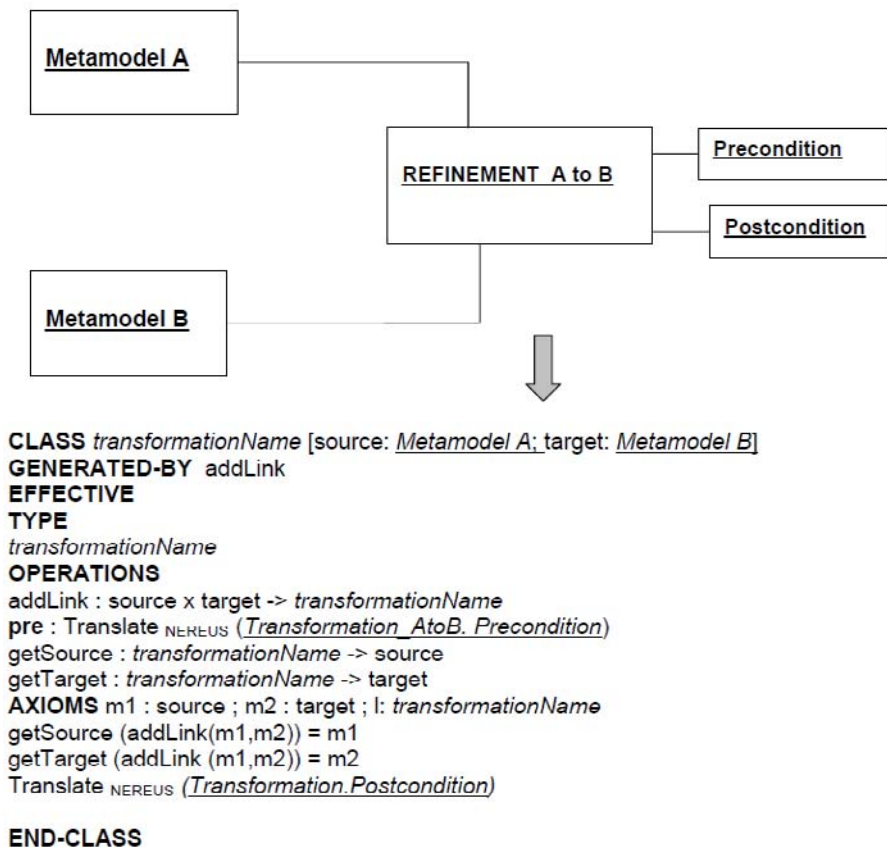 Metamodel A
REFINEMENT A to B
Precondition
Postcondition
Metamodel B
CLASS transformationName [source: Metamodel A; target: Metamodel B]
GENERATED-BY addLink
EFFECTIVE
TYPE
transformationName
OPERATIONS
addLink : source x target -> transformationName
pre : Translate NEREUS (Transformation_AtoB. Precondition)
getSource : transformationName -> source
getTarget : transformationName -> target
AXIOMS m1 : source ; m2 : target ; l: transformationName
getSource (addLink(m1,m2)) = m1
getTarget (addLink (m1,m2)) = m2
Translate NEREUS (Transformation.Postcondition)
END-CLASS